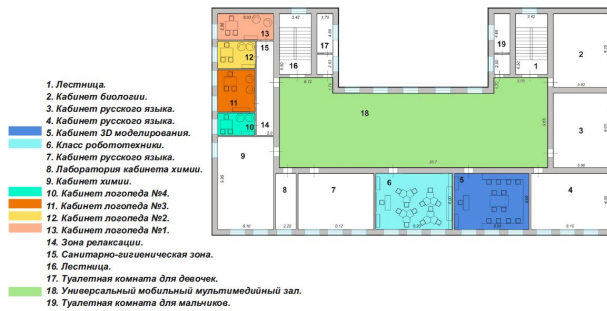 1. Лестница.
2. Кабинет биологии.
3. Кабинет русского языка.
4. Кабинет русского языка.
5. Кабинет 3D моделирования.
6. Класс робототехники.
7. Кабинет русского языка.
8. Лаборатория кабинета химии.
9. Кабинет химии.
10. Кабинет логопеда №4.
11. Кабинет логопеда №3.
12. Кабинет логопеда №2.
13. Кабинет логопеда №1.
14. Зона релаксации.
15. Санитарно-гигиеническая зона.
16. Лестница.
17. Туалетная комната для девочек.
18. Универсальный мобильный мультимедийный зал.
19. Туалетная комната для мальчиков.
13
15
17
19
12
16
1
2
11
18
3
10
14
9
8
7
6
5
4